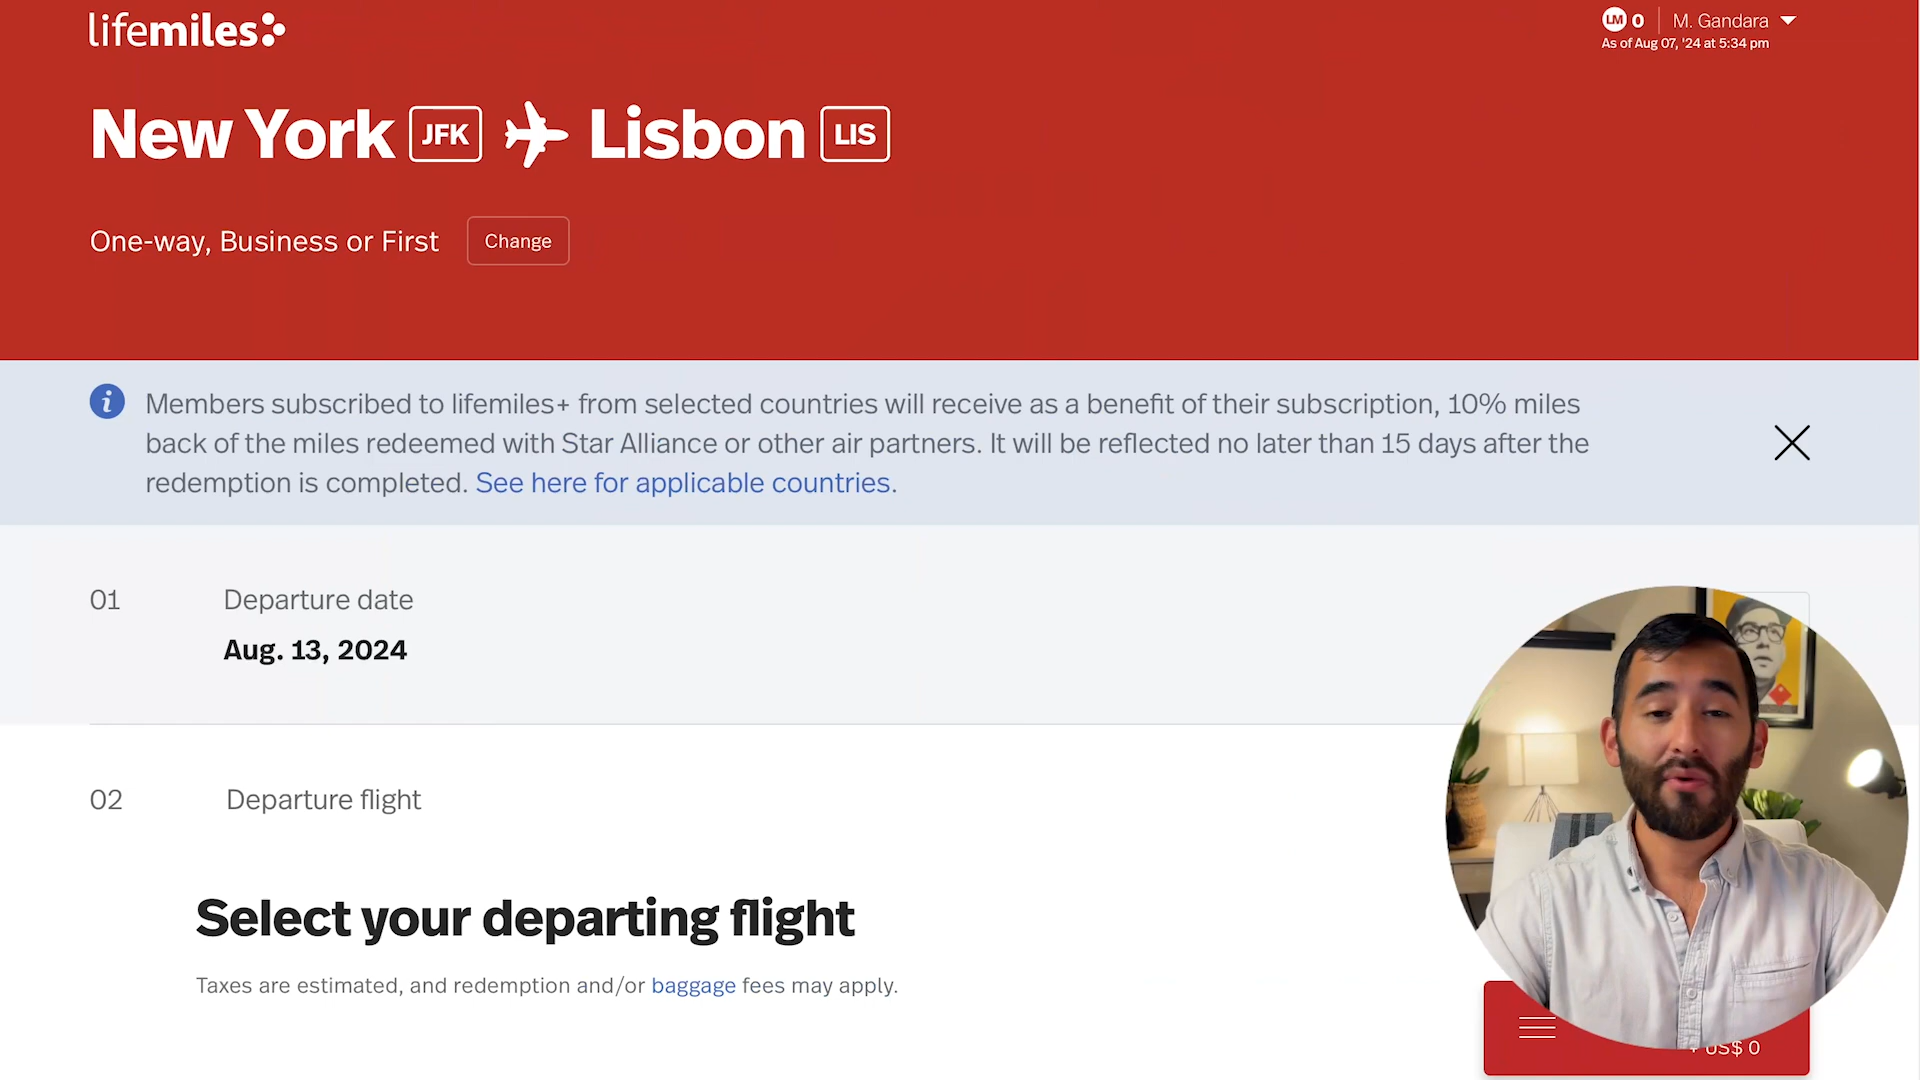 lifemiles
LM 0 M. Gandara
As of Aug 07, '24 at 5:34 pm
New York JFK Lisbon LIS
One-way, Business or First Change
i Members subscribed to lifemiles+ from selected countries will receive as a benefit of their subscription, 10% miles
back of the miles redeemed with Star Alliance or other air partners. It will be reflected no later than 15 days after the
redemption is completed. See here for applicable countries.
01 Departure date
Aug. 13, 2024
02 Departure flight
Select your departing flight
Taxes are estimated, and redemption and/or baggage fees may apply.
+ US$ 0